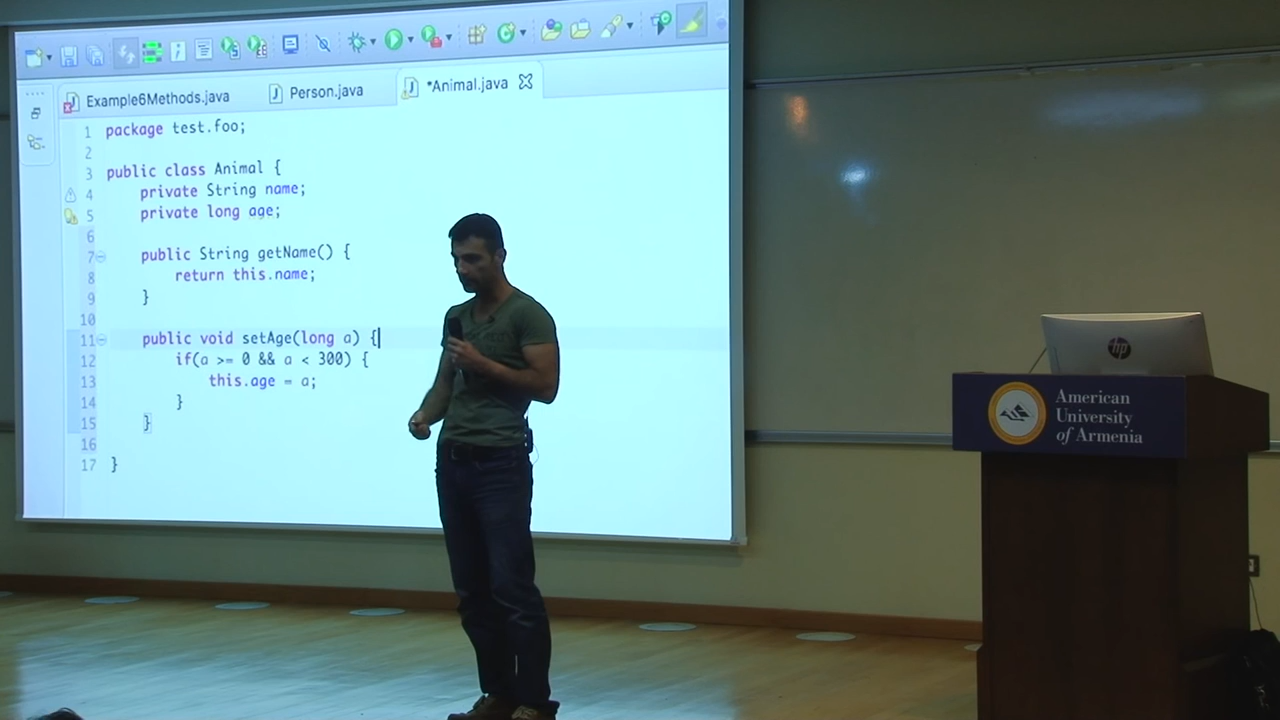 Example6Methods.java
Person.java
*Animal.java
1 package test.foo;
2
3 public class Animal {
4 private String name;
5 private long age;
6
7 public String getName() {
8 return this.name;
9 }
10
11 public void setAge(long a) {
12 if(a >= 0 && a < 300) {
13 this.age = a;
14 }
15 }
16
17 }
hp
American
University
of Armenia